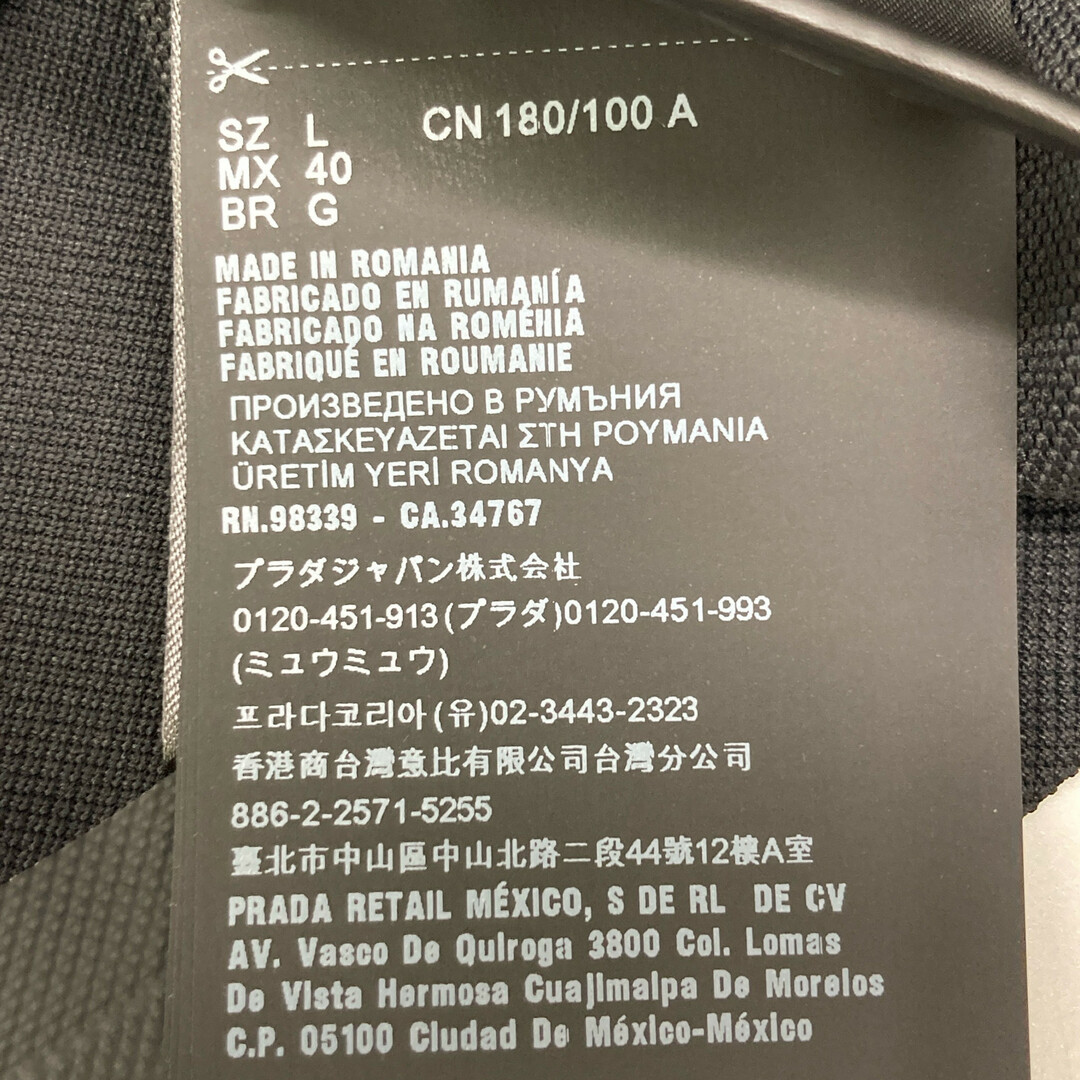 SZ L CN 180/100 A
MX 40
BR G
MADE IN ROMANIA
FABRICADO EN RUMANÍA
FABRICADO NA ROMÉNIA
FABRIQUÉ EN ROUMANIE
ПРОИЗВЕДЕНО В РУМЪНИЯ
ΚΑΤΑΣΚΕΥΑΖΕΤΑΙ ΣΤΗ ΡΟΥΜΑΝΙΑ
ÜRETİM YERİ ROMANYA
RN.98339 - CA.34767
プラダジャパン株式会社
0120-451-913(プラダ)0120-451-993
(ミュウミュウ)
프라다코리아(유)02-3443-2323
香港商台灣意比有限公司台灣分公司
886-2-2571-5255
臺北市中山區中山北路二段44號12樓A室
PRADA RETAIL MÉXICO, S DE RL DE CV
AV. Vasco De Quiroga 3800 Col. Lomas
De Vista Hermosa Cuajimalpa De Morelos
C.P. 05100 Ciudad De México-México